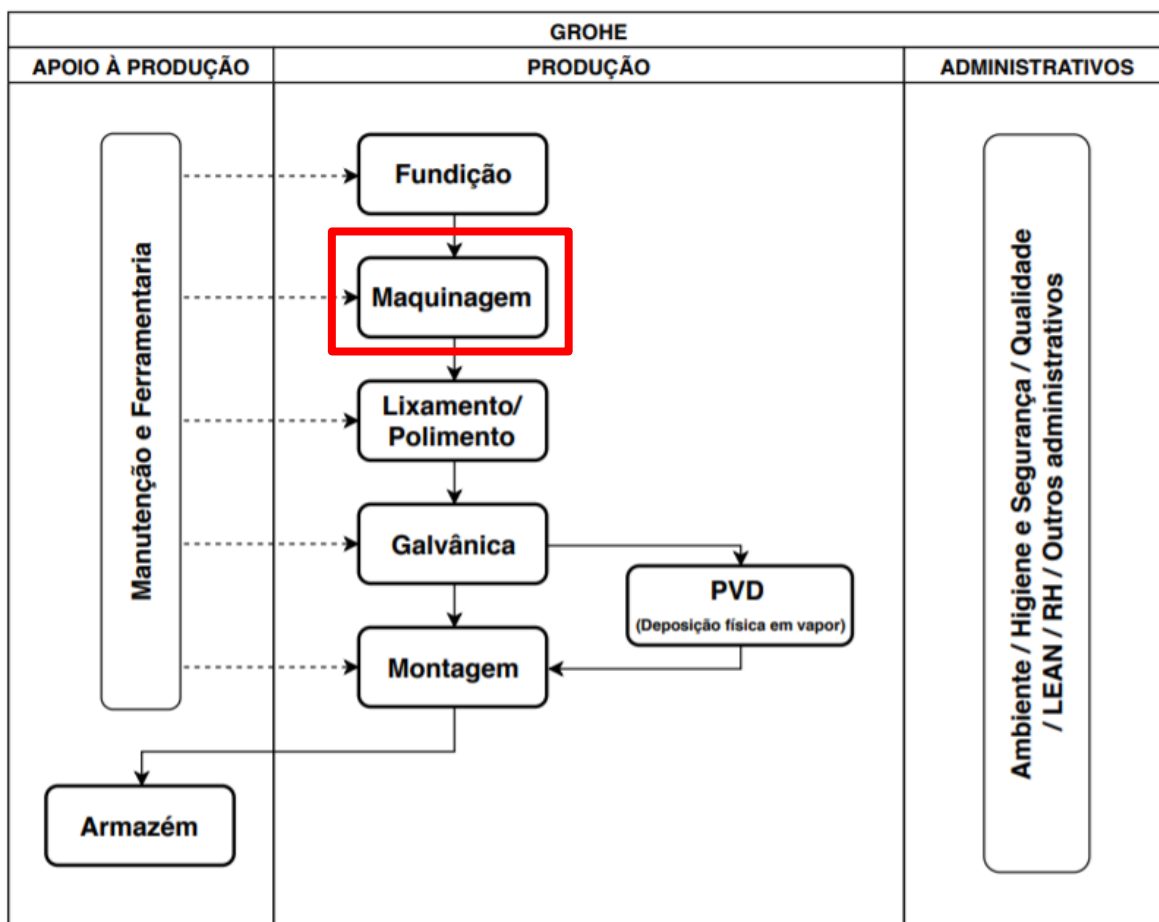 GROHE
APOIO À PRODUÇÃO
PRODUÇÃO
ADMINISTRATIVOS
Manutenção e Ferramentaria
Fundição
Maquinagem
Lixamento/
Polimento
Galvânica
PVD
(Deposição física em vapor)
Montagem
Armazém
Ambiente / Higiene e Segurança / Qualidade
/ LEAN / RH / Outros administrativos